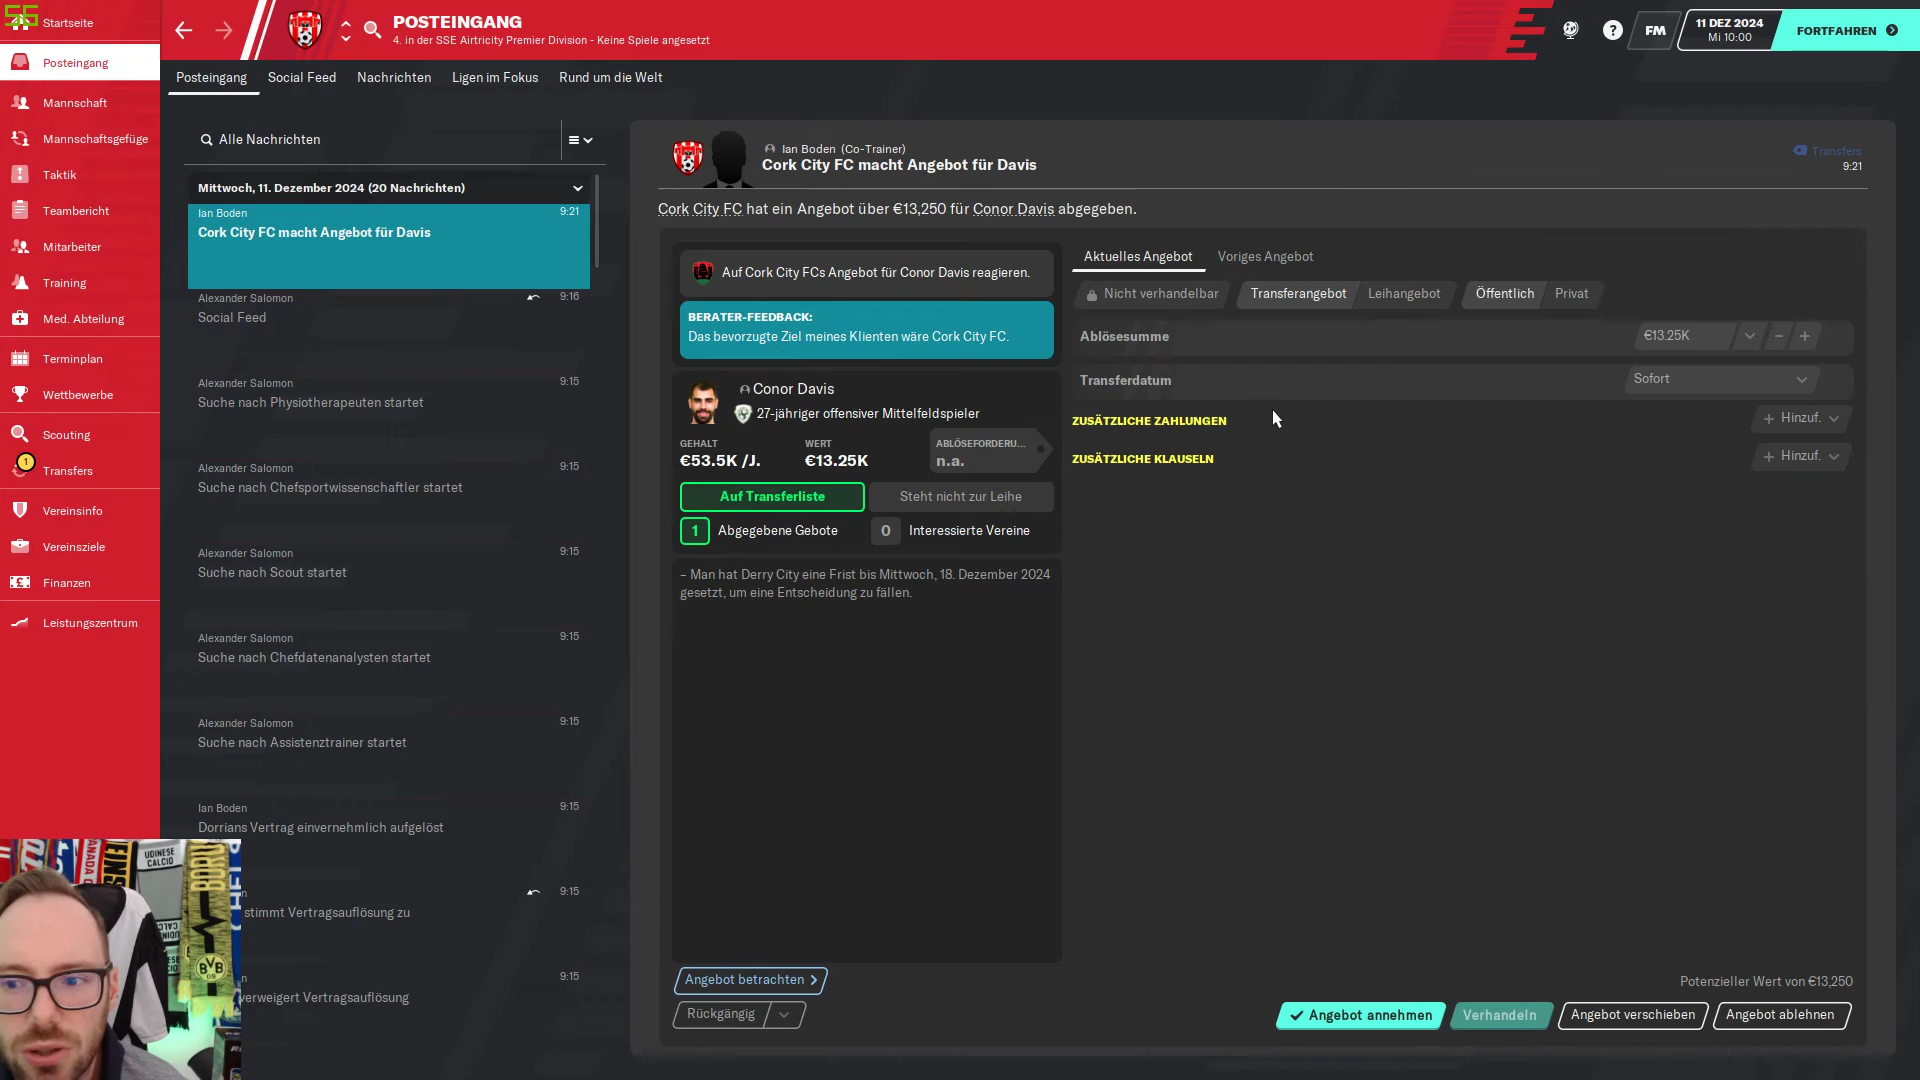 Startseite
Posteingang
Mannschaft
Mannschaftsgefüge
Taktik
Teambericht
Mitarbeiter
Training
Med. Abteilung
Terminplan
Wettbewerbe
Scouting
1
Transfers
Vereinsinfo
Vereinsziele
Finanzen
Leistungszentrum
POSTEINGANG
4. in der SSE Airtricity Premier Division - Keine Spiele angesetzt
?
FM
11 DEZ 2024
Mi 10:00
FORTFAHREN
Posteingang
Social Feed
Nachrichten
Ligen im Fokus
Rund um die Welt
Alle Nachrichten
Mittwoch, 11. Dezember 2024 (20 Nachrichten)
Ian Boden 9:21
Cork City FC macht Angebot für Davis
Alexander Salomon 9:16
Social Feed
Alexander Salomon 9:15
Suche nach Physiotherapeuten startet
Alexander Salomon 9:15
Suche nach Chefsportwissenschaftler startet
Alexander Salomon 9:15
Suche nach Scout startet
Alexander Salomon 9:15
Suche nach Chefdatenanalysten startet
Alexander Salomon 9:15
Suche nach Assistenztrainer startet
Ian Boden 9:15
Dorrians Vertrag einvernehmlich aufgelöst
n 9:15
stimmt Vertragsauflösung zu
n 9:15
verweigert Vertragsauflösung
Ian Boden (Co-Trainer)
Cork City FC macht Angebot für Davis
Transfers
9:21
Cork City FC hat ein Angebot über €13,250 für Conor Davis abgegeben.
Auf Cork City FCs Angebot für Conor Davis reagieren.
BERATER-FEEDBACK:
Das bevorzugte Ziel meines Klienten wäre Cork City FC.
Conor Davis
27-jähriger offensiver Mittelfeldspieler
GEHALT
€53.5K /J.
WERT
€13.25K
ABLÖSEFORDERU...
n.a.
Auf Transferliste
Steht nicht zur Leihe
1 Abgegebene Gebote
0 Interessierte Vereine
– Man hat Derry City eine Frist bis Mittwoch, 18. Dezember 2024
gesetzt, um eine Entscheidung zu fällen.
Angebot betrachten
Rückgängig
Aktuelles Angebot
Voriges Angebot
Nicht verhandelbar
Transferangebot
Leihangebot
Öffentlich
Privat
Ablösesumme €13.25K
Transferdatum Sofort
ZUSÄTZLICHE ZAHLUNGEN + Hinzuf.
ZUSÄTZLICHE KLAUSELN + Hinzuf.
Potenzieller Wert von €13,250
Angebot annehmen
Verhandeln
Angebot verschieben
Angebot ablehnen
UDINESE
CALCIO
BORU
BVB
09